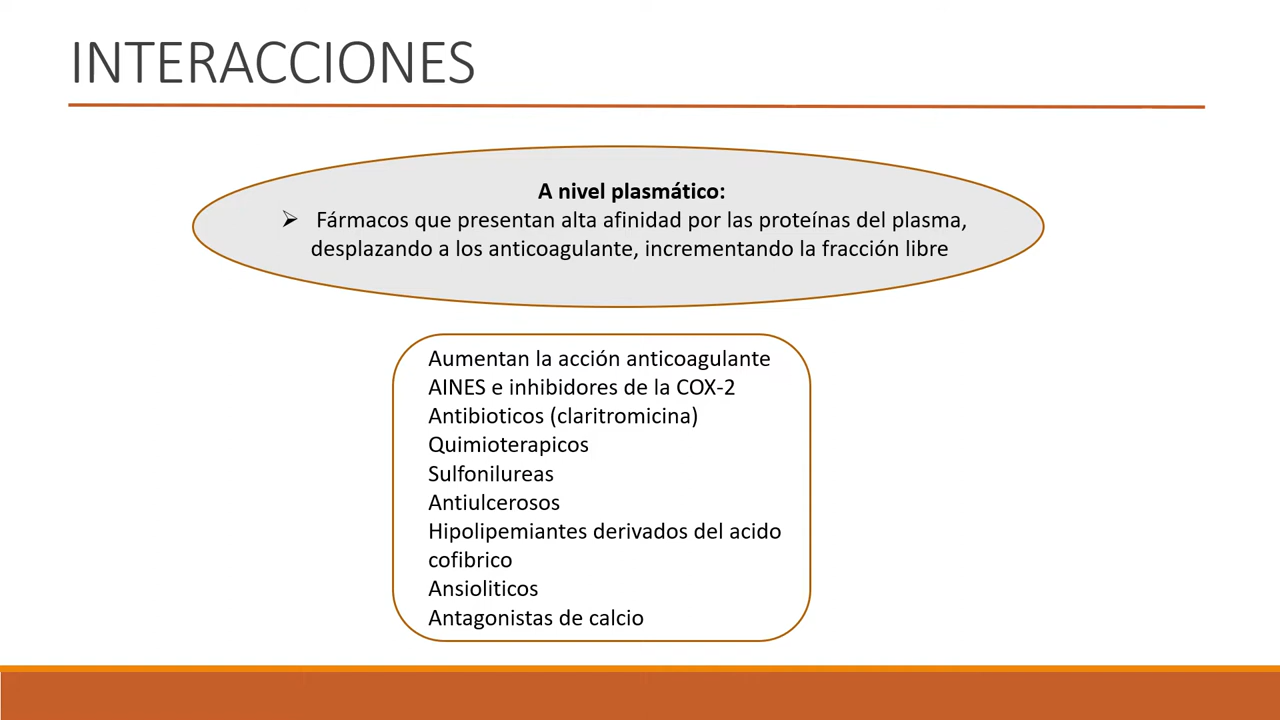 INTERACCIONES
A nivel plasmático:
➢ Fármacos que presentan alta afinidad por las proteínas del plasma,
desplazando a los anticoagulante, incrementando la fracción libre
Aumentan la acción anticoagulante
AINES e inhibidores de la COX-2
Antibioticos (claritromicina)
Quimioterapicos
Sulfonilureas
Antiulcerosos
Hipolipemiantes derivados del acido
cofibrico
Ansioliticos
Antagonistas de calcio